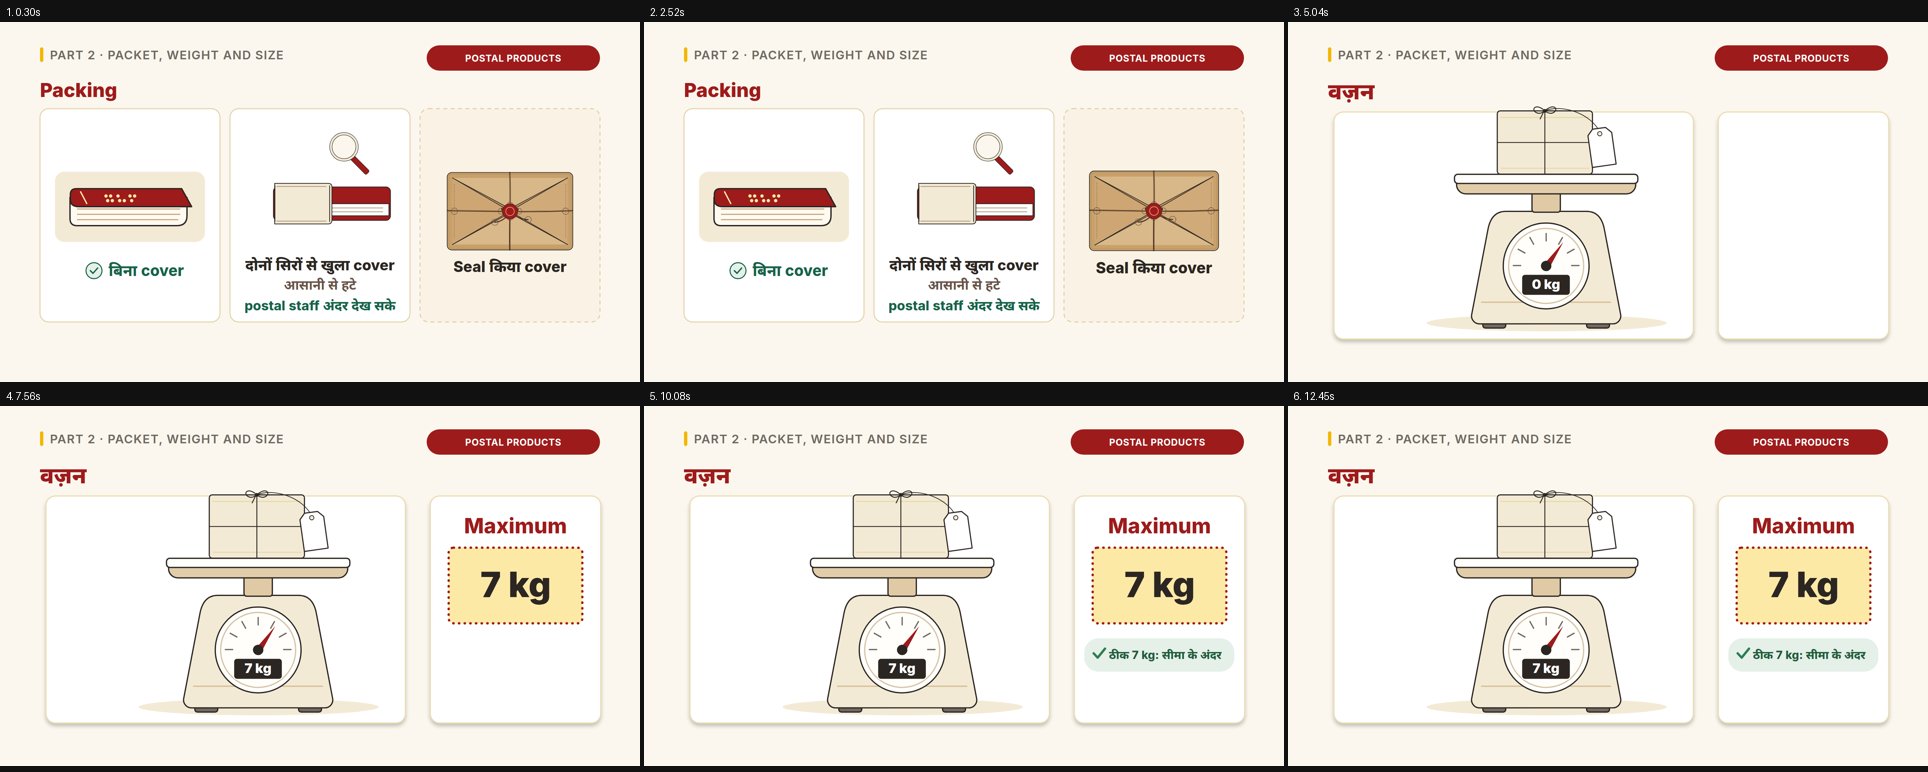 1. 0.30s
PART 2 · PACKET, WEIGHT AND SIZE
POSTAL PRODUCTS
Packing
बिना cover
दोनों सिरों से खुला cover
आसानी से हटे
postal staff अंदर देख सके
Seal किया cover
2. 2.52s
PART 2 · PACKET, WEIGHT AND SIZE
POSTAL PRODUCTS
Packing
बिना cover
दोनों सिरों से खुला cover
आसानी से हटे
postal staff अंदर देख सके
Seal किया cover
3. 5.04s
PART 2 · PACKET, WEIGHT AND SIZE
POSTAL PRODUCTS
वज़न
0 kg
4. 7.56s
PART 2 · PACKET, WEIGHT AND SIZE
POSTAL PRODUCTS
वज़न
7 kg
Maximum
7 kg
5. 10.08s
PART 2 · PACKET, WEIGHT AND SIZE
POSTAL PRODUCTS
वज़न
7 kg
Maximum
7 kg
ठीक 7 kg: सीमा के अंदर
6. 12.45s
PART 2 · PACKET, WEIGHT AND SIZE
POSTAL PRODUCTS
वज़न
7 kg
Maximum
7 kg
ठीक 7 kg: सीमा के अंदर